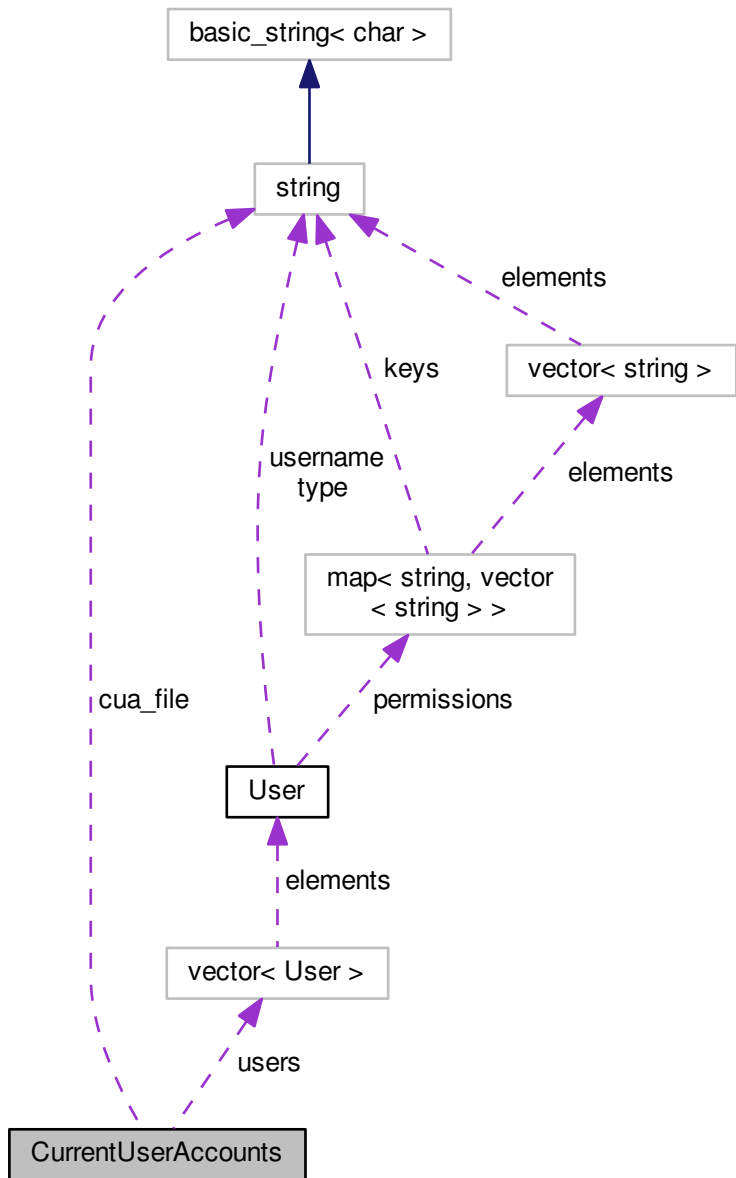 basic_string< char >
string
elements
vector< string >
keys
username
type
elements
map< string, vector
< string > >
cua_file
permissions
User
elements
vector< User >
users
CurrentUserAccounts